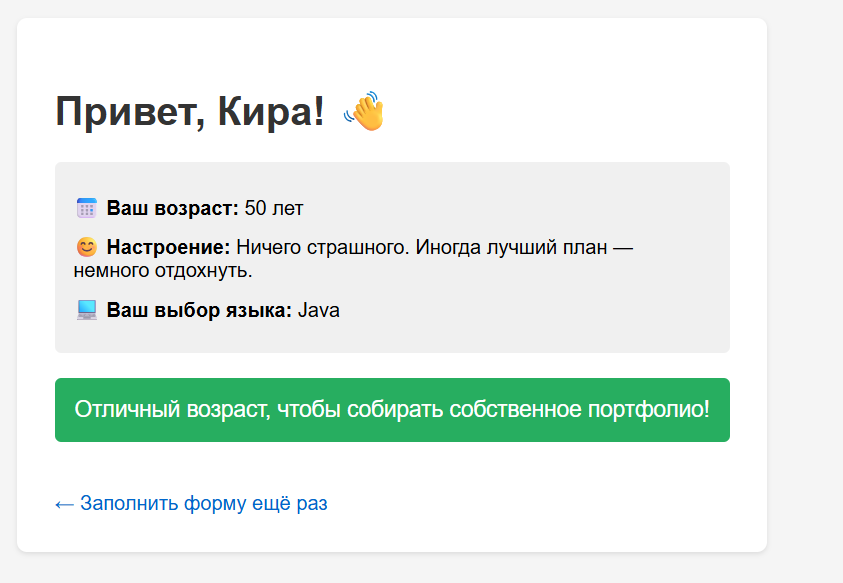 Привет, Кира! 👋
📅 Ваш возраст: 50 лет
😊 Настроение: Ничего страшного. Иногда лучший план —
немного отдохнуть.
💻 Ваш выбор языка: Java
Отличный возраст, чтобы собирать собственное портфолио!
← Заполнить форму ещё раз